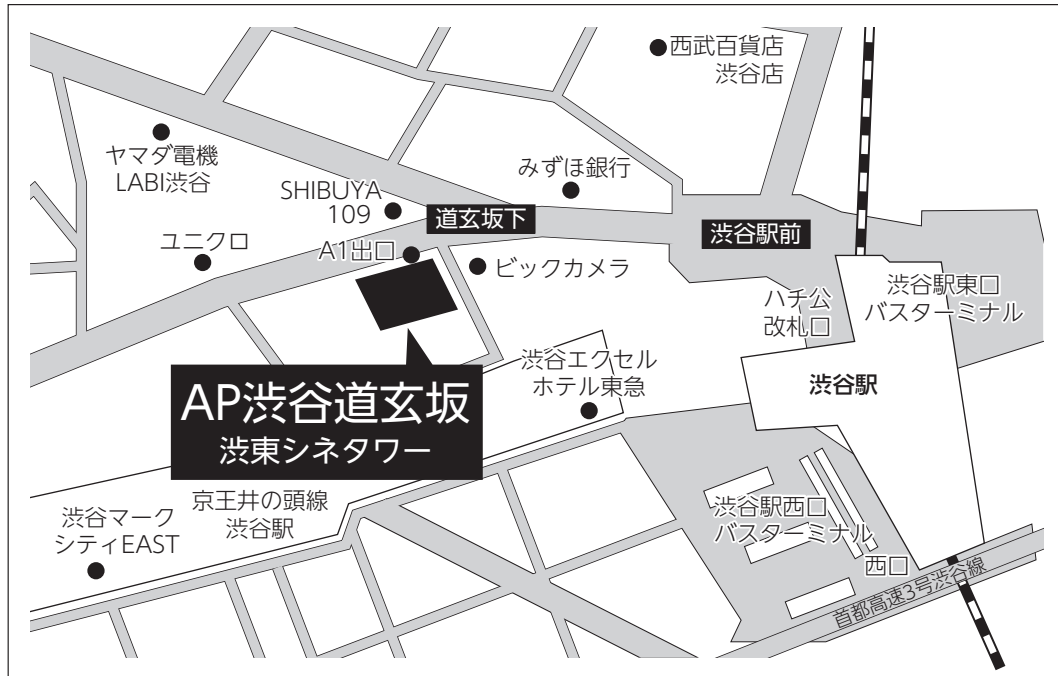 西武百貨店
渋谷店
ヤマダ電機
LABI渋谷
みずほ銀行
SHIBUYA
109
道玄坂下
渋谷駅前
ユニクロ
A1出口
ビックカメラ
ハチ公
改札口
渋谷駅東口
バスターミナル
渋谷エクセル
ホテル東急
渋谷駅
AP渋谷道玄坂
渋東シネタワー
京王井の頭線
渋谷駅
渋谷マーク
シティEAST
渋谷駅西口
バスターミナル
西口
首都高速3号渋谷線